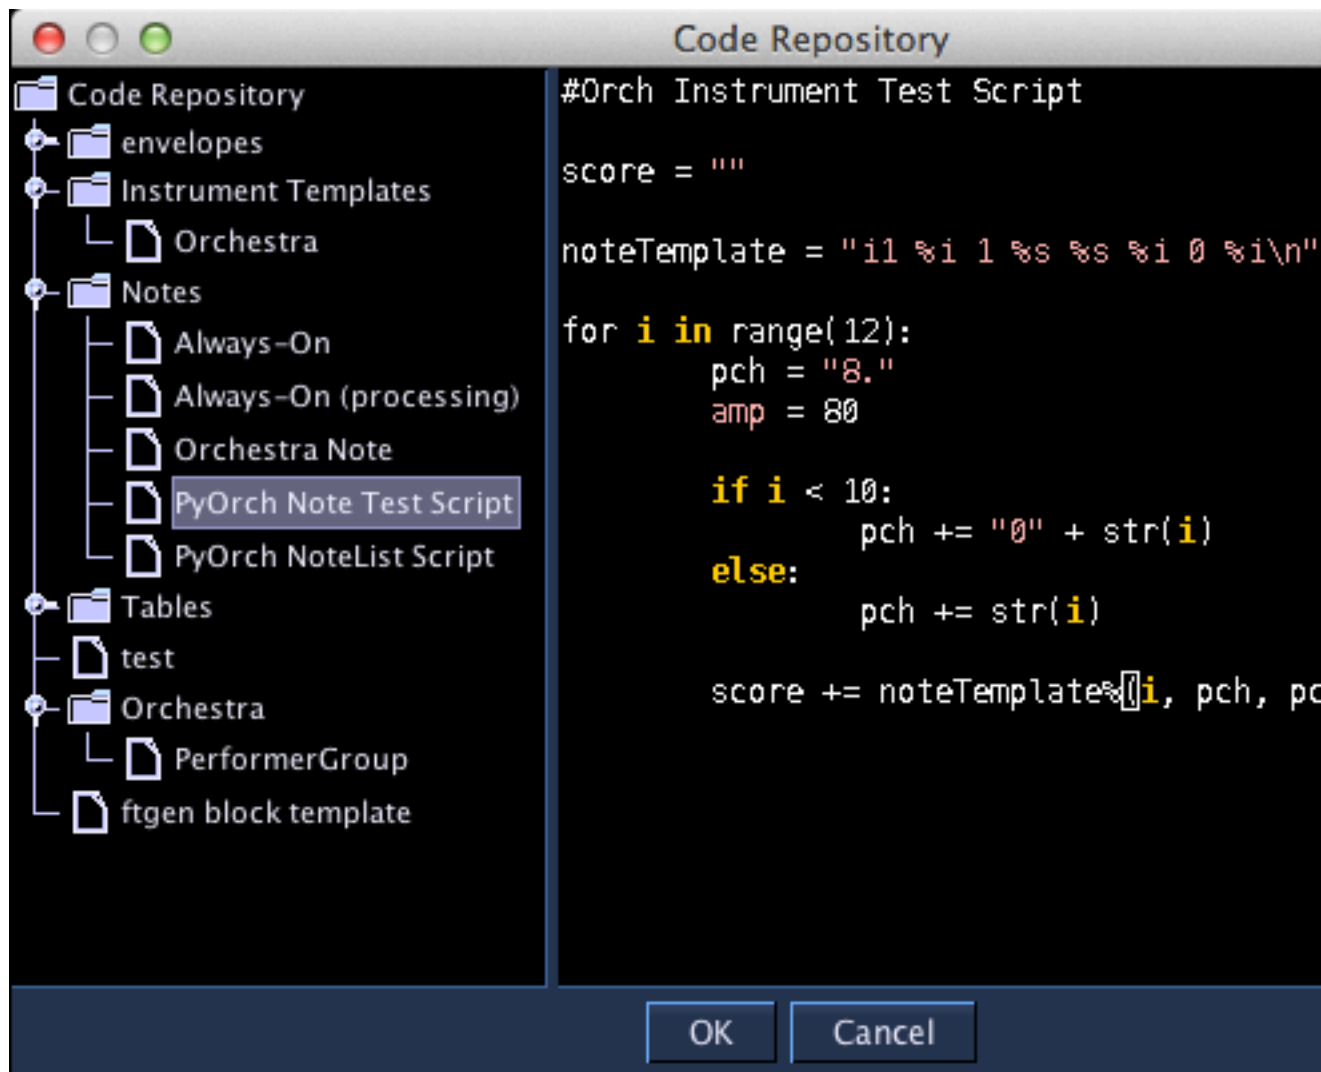 Code Repository
Code Repository
envelopes
Instrument Templates
Orchestra
Notes
Always-On
Always-On (processing)
Orchestra Note
PyOrch Note Test Script
PyOrch NoteList Script
Tables
test
Orchestra
PerformerGroup
ftgen block template
#Orch Instrument Test Script
score = ""
noteTemplate = "i1 %i 1 %s %s %i 0 %i\n"
for i in range(12):
pch = "8."
amp = 80
if i < 10:
pch += "0" + str(i)
else:
pch += str(i)
score += noteTemplate%(i, pch, pc
OK
Cancel